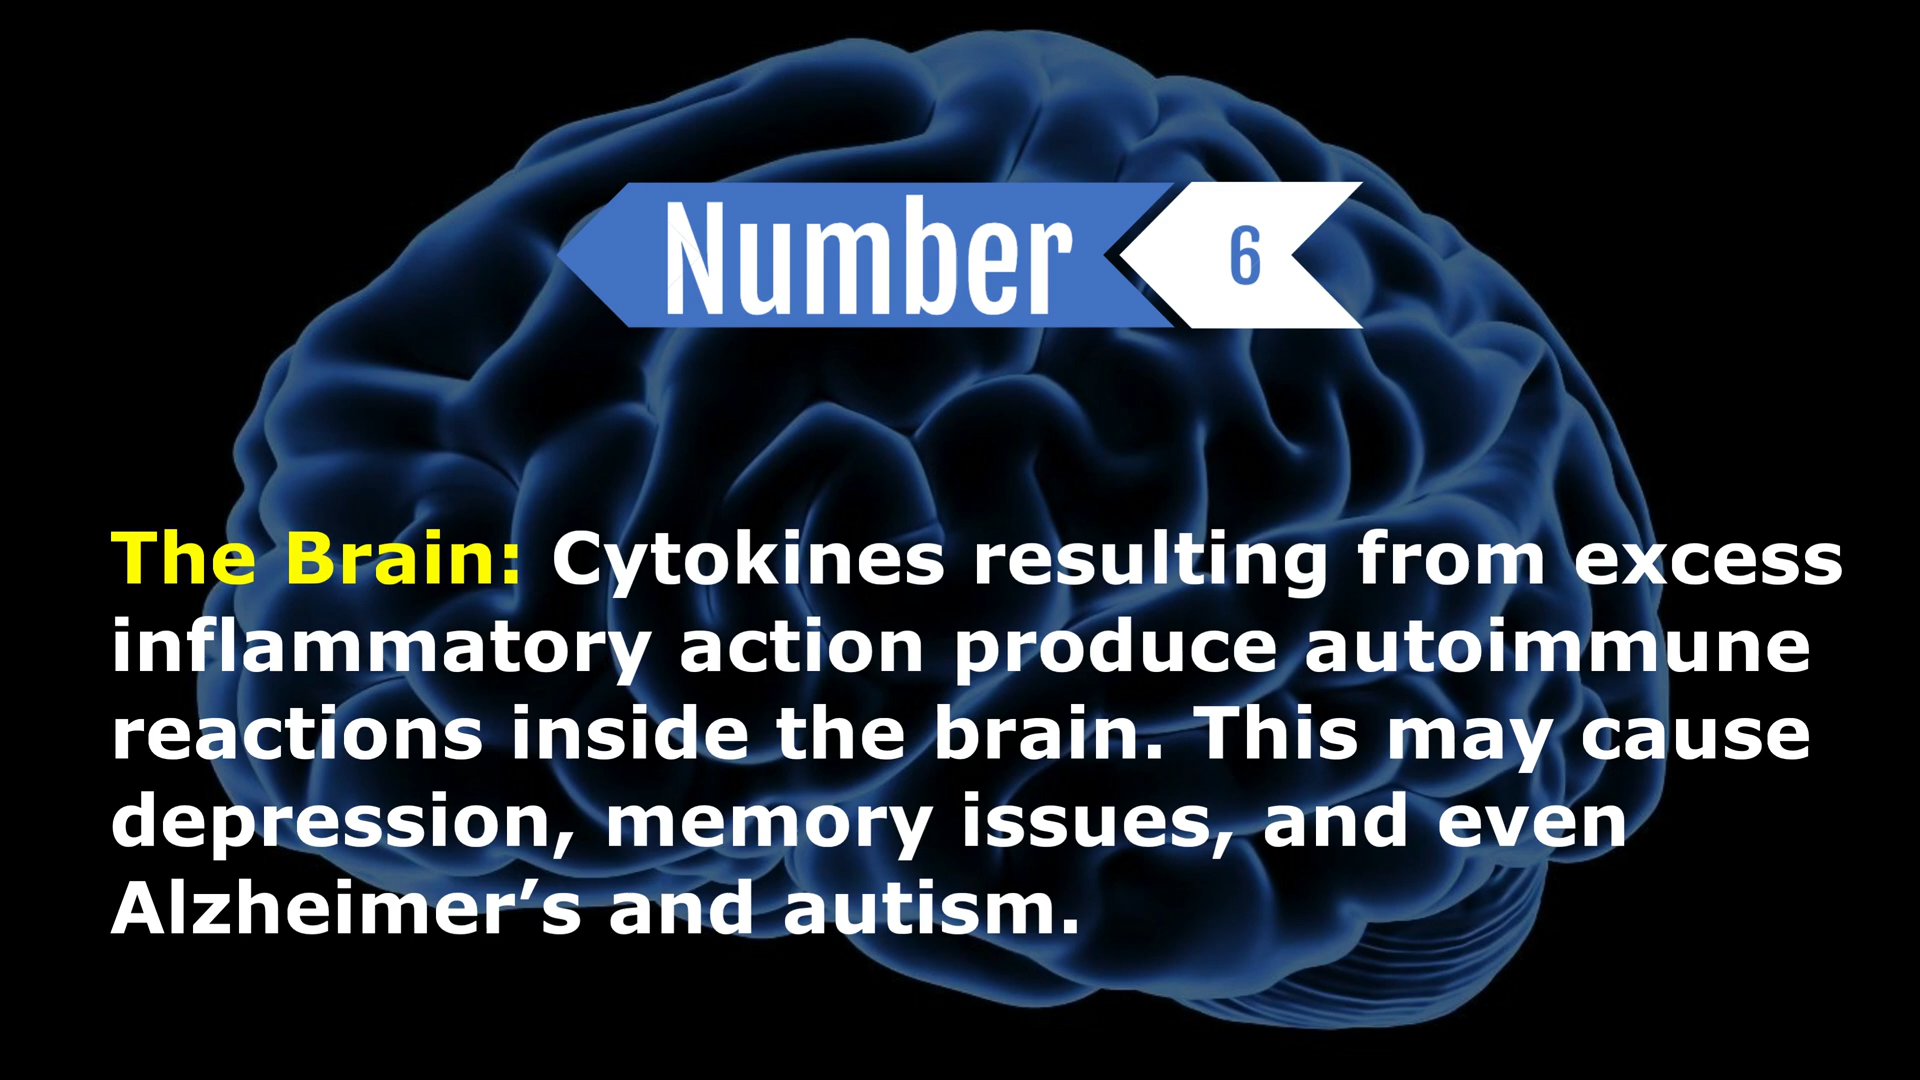 Number 6
The Brain: Cytokines resulting from excess
inflammatory action produce autoimmune
reactions inside the brain. This may cause
depression, memory issues, and even
Alzheimer’s and autism.